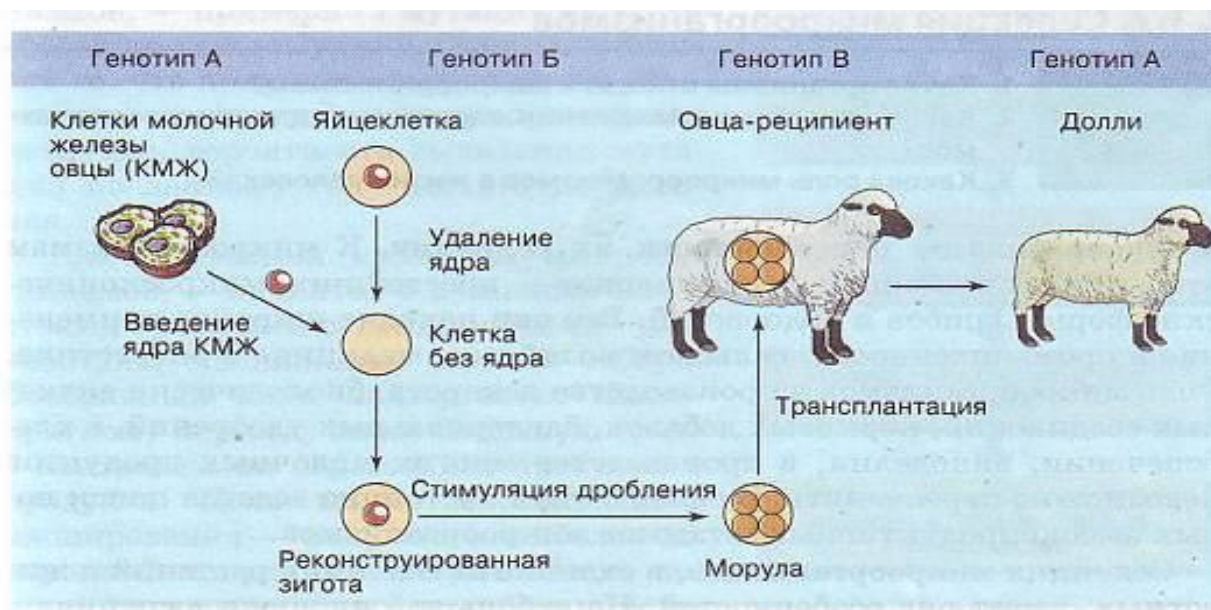 Генотип А
Генотип Б
Генотип В
Генотип А
Клетки молочной
железы
овцы (КМЖ)
Яйцеклетка
Овца-реципиент
Долли
Удаление
ядра
Введение
ядра КМЖ
Клетка
без ядра
Трансплантация
Стимуляция дробления
Реконструированная
зигота
Морула